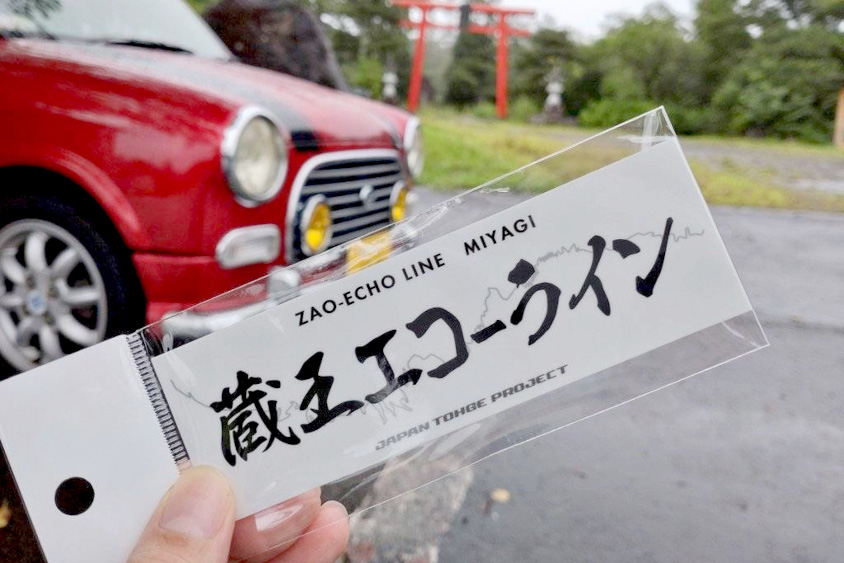 ZAO-ECHO LINE MIYAGI
蔵王エコーライン
JAPAN TOHGE PROJECT